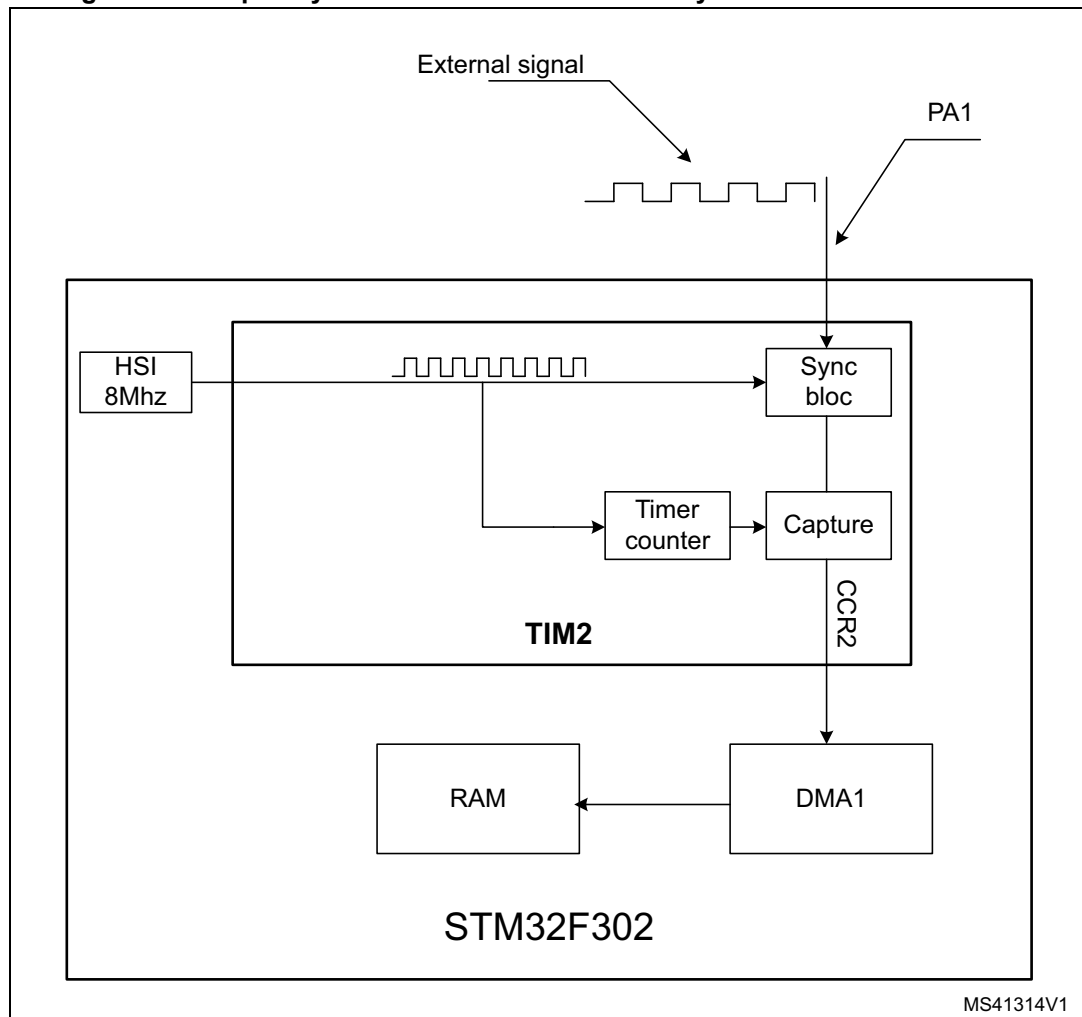 External signal
PA1
HSI
8Mhz
Sync
bloc
Timer
counter
Capture
CCR2
TIM2
RAM
DMA1
STM32F302
MS41314V1